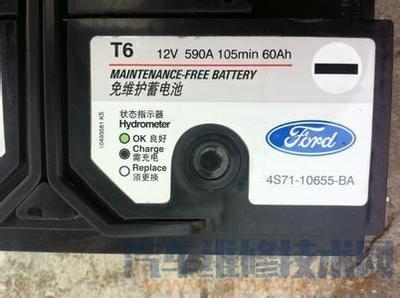 T6 12V 590A 105min 60Ah
MAINTENANCE-FREE BATTERY
免维护蓄电池
状态指示器
Hydrometer
OK 良好
Charge
需充电
Replace
须更换
Ford
4S71-10655-BA
汽车维修技术网